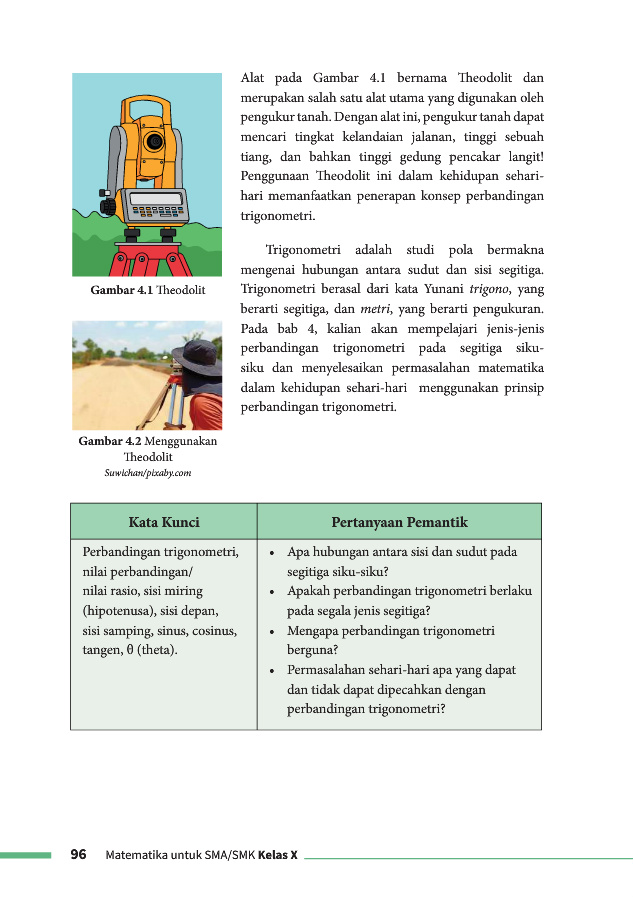 Alat pada Gambar 4.1 bernama Theodolit dan
merupakan salah satu alat utama yang digunakan oleh
pengukur tanah. Dengan alat ini, pengukur tanah dapat
mencari tingkat kelandaian jalanan, tinggi sebuah
tiang, dan bahkan tinggi gedung pencakar langit!
Penggunaan Theodolit ini dalam kehidupan sehari-
hari memanfaatkan penerapan konsep perbandingan
trigonometri.
Trigonometri adalah studi pola bermakna
mengenai hubungan antara sudut dan sisi segitiga.
Trigonometri berasal dari kata Yunani trigono, yang
berarti segitiga, dan metri, yang berarti pengukuran.
Pada bab 4, kalian akan mempelajari jenis-jenis
perbandingan trigonometri pada segitiga siku-
siku dan menyelesaikan permasalahan matematika
dalam kehidupan sehari-hari menggunakan prinsip
perbandingan trigonometri.
Gambar 4.1 Theodolit
Gambar 4.2 Menggunakan
Theodolit
Suwichan/pixaby.com
Kata Kunci
Perbandingan trigonometri,
nilai perbandingan/
nilai rasio, sisi miring
(hipotenusa), sisi depan,
sisi samping, sinus, cosinus,
tangen, θ (theta).
Pertanyaan Pemantik
• Apa hubungan antara sisi dan sudut pada
segitiga siku-siku?
• Apakah perbandingan trigonometri berlaku
pada segala jenis segitiga?
• Mengapa perbandingan trigonometri
berguna?
• Permasalahan sehari-hari apa yang dapat
dan tidak dapat dipecahkan dengan
perbandingan trigonometri?
96 Matematika untuk SMA/SMK Kelas X